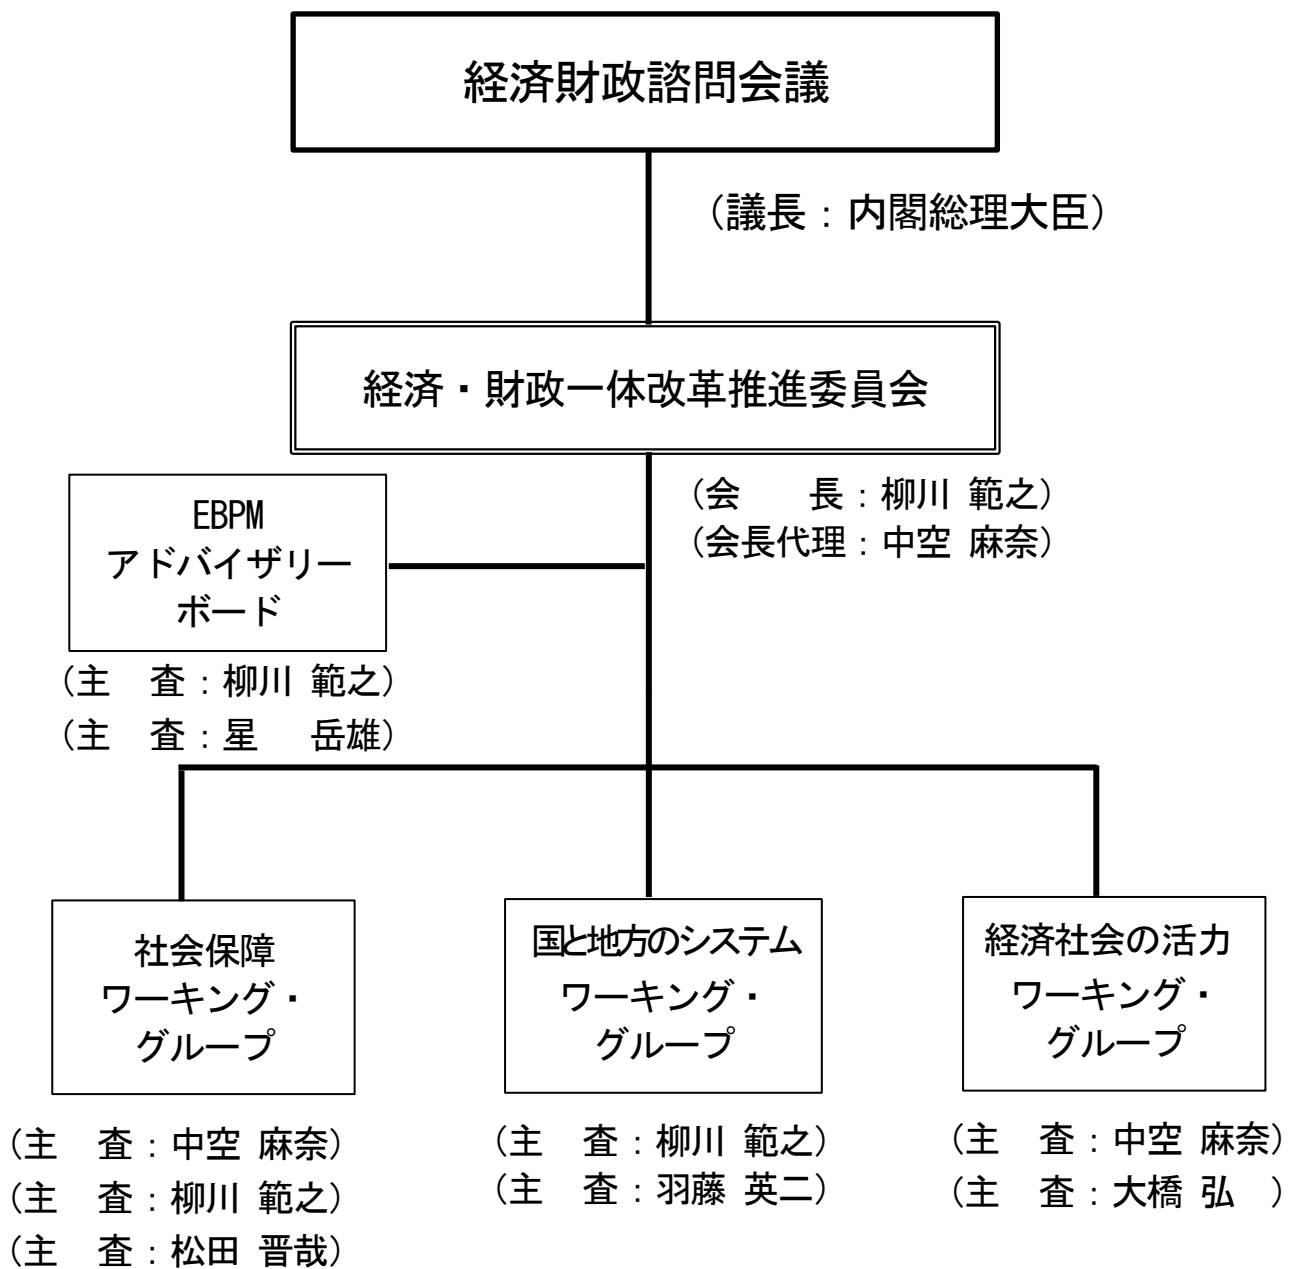 経済財政諮問会議
（議長：内閣総理大臣）
経済・財政一体改革推進委員会
（会　　長：柳川 範之）
（会長代理：中空 麻奈）
EBPM
アドバイザリー
ボード
（主　査：柳川 範之）
（主　査：星　 岳雄）
社会保障
ワーキング・
グループ
（主　査：中空 麻奈）
（主　査：柳川 範之）
（主　査：松田 晋哉）
国と地方のシステム
ワーキング・
グループ
（主　査：柳川 範之）
（主　査：羽藤 英二）
経済社会の活力
ワーキング・
グループ
（主　査：中空 麻奈）
（主　査：大橋 弘　）